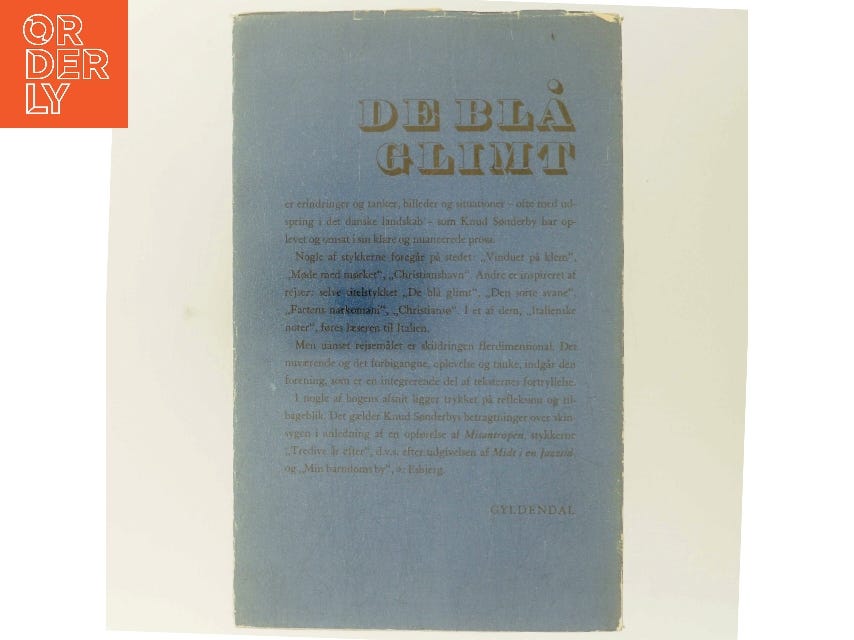 OR
DER
LY
DE BLÅ
GLIMT
er erindringer og tanker, billeder og situationer – ofte med ud-
spring i det danske landskab – som Knud Sønderby har op-
levet og omsat i sin klare og nuancerede prosa.
Nogle af stykkerne foregår på stedet: „Vinduet på klem“,
„Møde med mørket“, „Christianshavn“. Andre er inspireret af
rejser: selve titelstykket „De blå glimt“, „Den sorte svane“,
„Fartens narkomani“, „Christiansø“. I et af dem, „Italienske
noter“, føres læseren til Italien.
Men uanset rejsemålet er skildringen flerdimensional. Det
nuværende og det forbigangne, oplevelse og tanke, indgår den
forening, som er en integrerende del af teksternes fortryllelse.
I nogle af bogens afsnit ligger trykket på refleksion og til-
bageblik. Det gælder Knud Sønderbys betragtninger over skin-
sygen i anledning af en opførelse af Misantropen, stykkerne
„Tredive år efter“, d.v.s. efter udgivelsen af Midt i en Jazztid,
og „Min barndoms by“, ɔ: Esbjerg.
GYLDENDAL